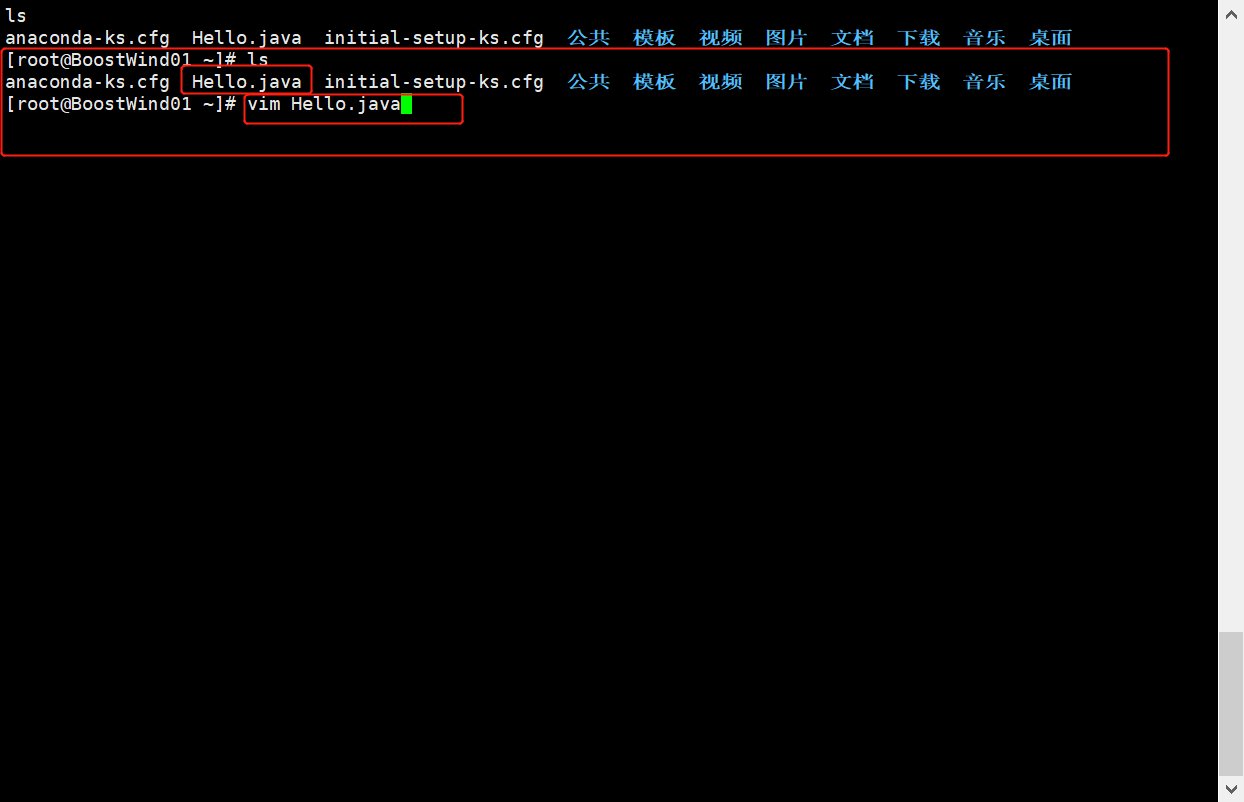 ls
anaconda-ks.cfg  Hello.java  initial-setup-ks.cfg  公共  模板  视频  图片  文档  下载  音乐  桌面
[root@BoostWind01 ~]# ls
anaconda-ks.cfg  Hello.java  initial-setup-ks.cfg  公共  模板  视频  图片  文档  下载  音乐  桌面
[root@BoostWind01 ~]# vim Hello.java